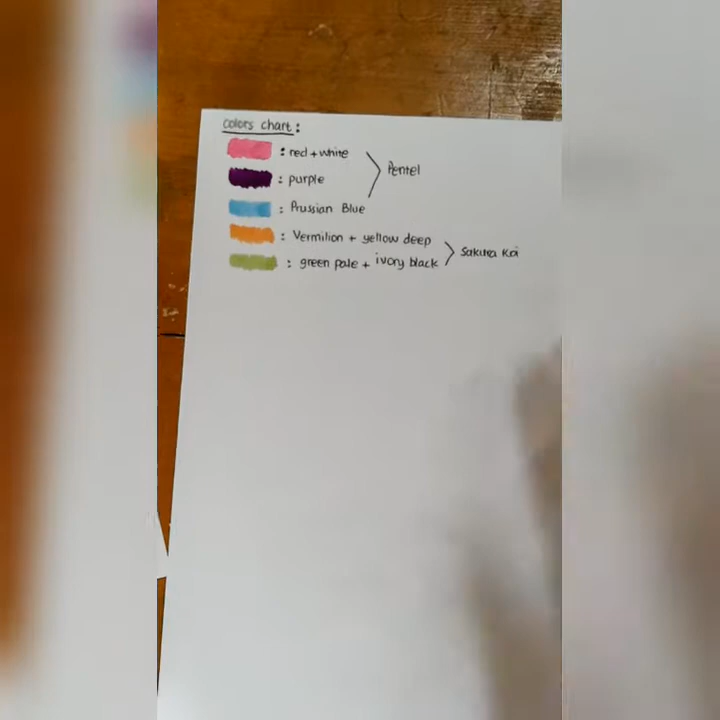 Colors chart :
: red + white
: purple
Pentel
: Prussian Blue
: Vermilion + yellow deep
: green pale + ivory black
Sakura Koi